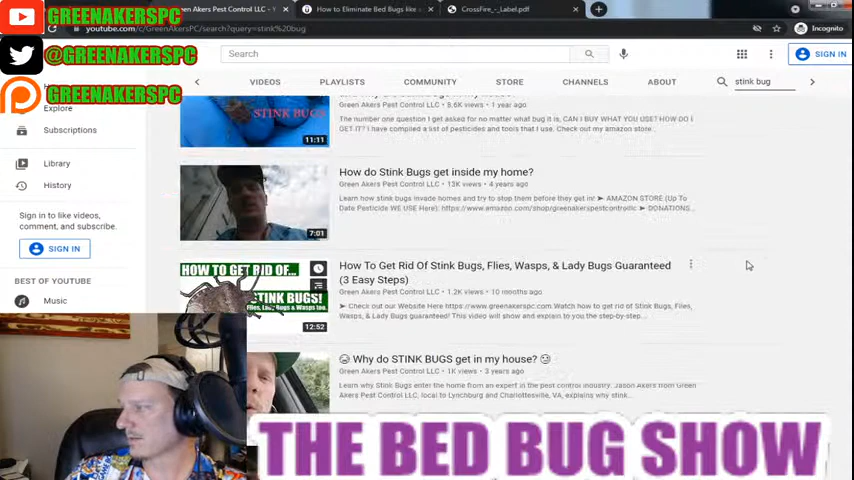 GREENAKERSPC
@GREENAKERSPC
GREENAKERSPC
Akers Pest Control LLC - Y
How to Eliminate Bed Bugs like
CrossFire_-_Label.pdf
youtube.com/c/GreenAkersPC/search?query=stink%20bug
Incognito
Search
SIGN IN
VIDEOS
PLAYLISTS
COMMUNITY
STORE
CHANNELS
ABOUT
stink bug
Explore
Subscriptions
Library
History
Sign in to like videos,
comment, and subscribe.
SIGN IN
BEST OF YOUTUBE
Music
STINK BUGS
11:11
Green Akers Pest Control LLC • 8.6K views • 1 year ago
The number one question I get asked for no matter what bug it is, CAN I BUY WHAT YOU USE? HOW DO I
GET IT? I have compiled a list of pesticides and tools that I use. Check out my amazon store
7:01
How do Stink Bugs get inside my home?
Green Akers Pest Control LLC • 13K views • 4 years ago
Learn how stink bugs invade homes and try to stop them before they get in! ➤ AMAZON STORE (Up To
Date Pesticide WE USE Here): https://www.amazon.com/shop/greenakerspestcontrolllc ➤ DONATIONS...
HOW TO GET RID OF...
STINK BUGS!
Flies, Lady Bugs & Wasps too.
12:52
How To Get Rid Of Stink Bugs, Flies, Wasps, & Lady Bugs Guaranteed
(3 Easy Steps)
Green Akers Pest Control LLC • 1.2K views • 10 months ago
➤ Check out our Website Here https://www.greenakerspc.com Watch how to get rid of Stink Bugs, Flies,
Wasps, & Lady Bugs guaranteed! This video will show and explain to you the step-by-step...
😥 Why do STINK BUGS get in my house? 😥
Green Akers Pest Control LLC • 1K views • 3 years ago
Learn why Stink Bugs enter the home from an expert in the pest control industry. Jason Akers from Green
Akers Pest Control LLC, local to Lynchburg and Charlottesville, VA, explains why stink...
THE BED BUG SHOW